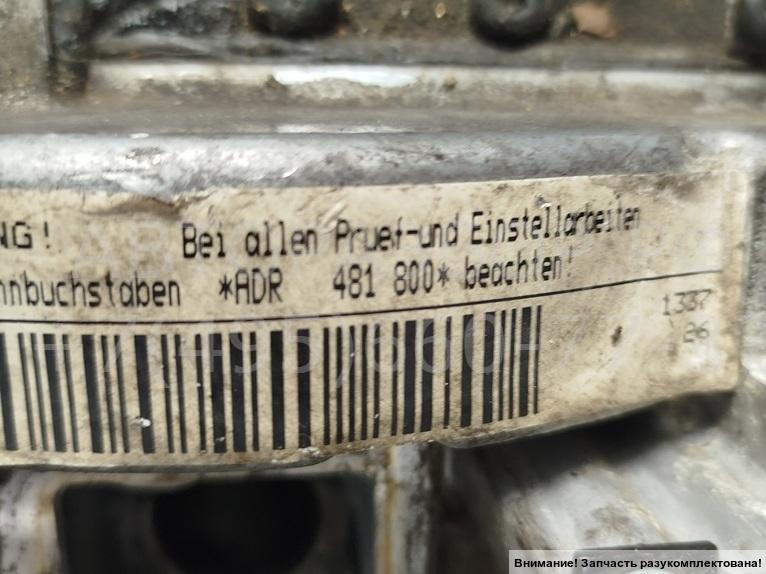 NG! Bei allen Pruef-und Einstellarbeiten
nnbuchstaben *ADR 481 800* beachten!
1337
26
Внимание! Запчасть разукомплектована!